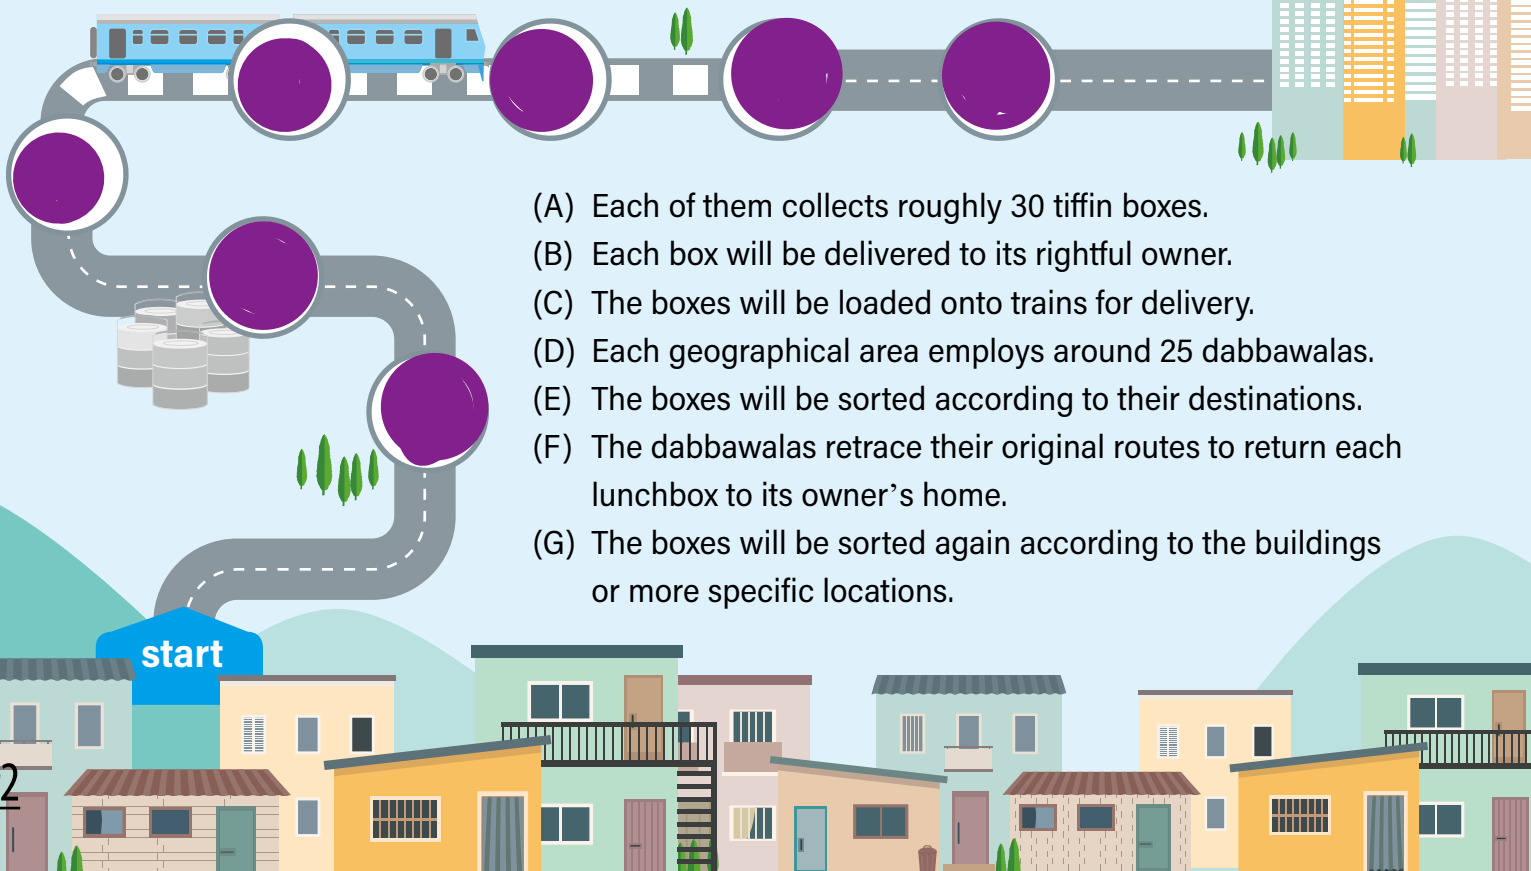 (A) Each of them collects roughly 30 tiffin boxes.
(B) Each box will be delivered to its rightful owner.
(C) The boxes will be loaded onto trains for delivery.
(D) Each geographical area employs around 25 dabbawalas.
(E) The boxes will be sorted according to their destinations.
(F) The dabbawalas retrace their original routes to return each
lunchbox to its owner’s home.
(G) The boxes will be sorted again according to the buildings
or more specific locations.
start
2